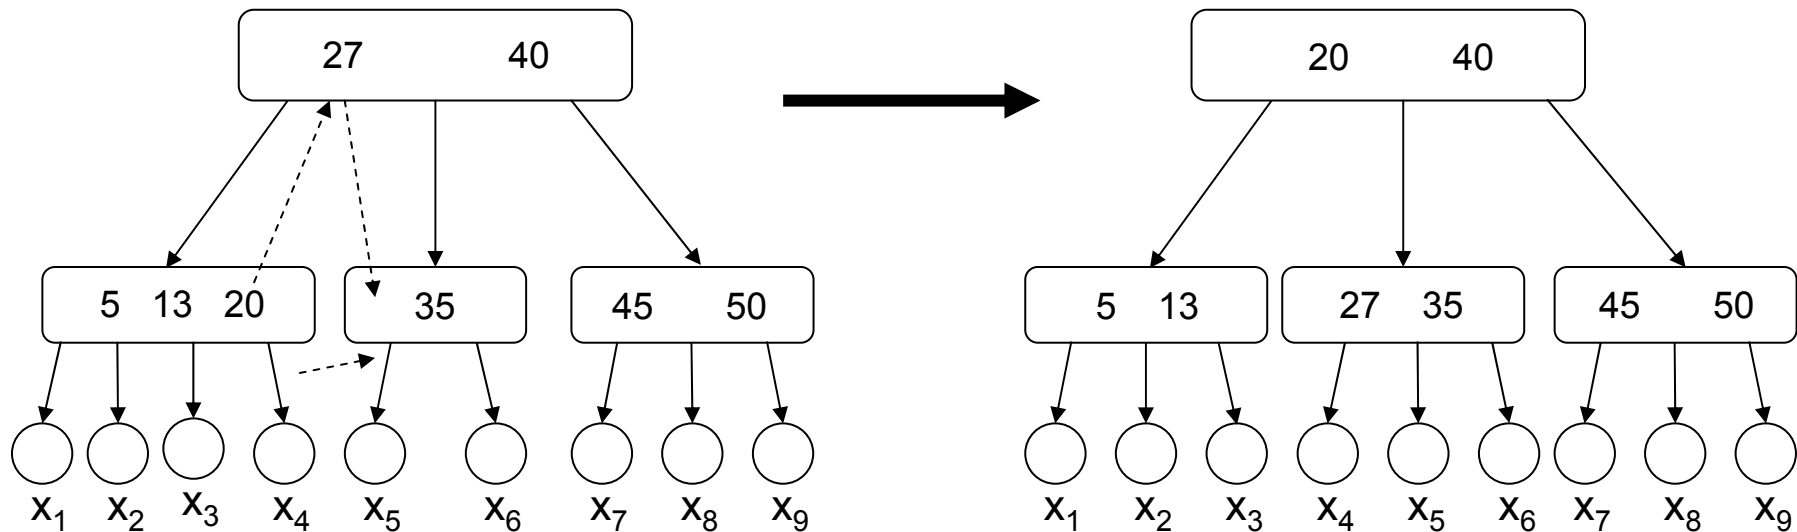 27 40
20 40
5 13 20
35
45 50
5 13
27 35
45 50
x₁ x₂ x₃ x₄ x₅ x₆ x₇ x₈ x₉
x₁ x₂ x₃ x₄ x₅ x₆ x₇ x₈ x₉